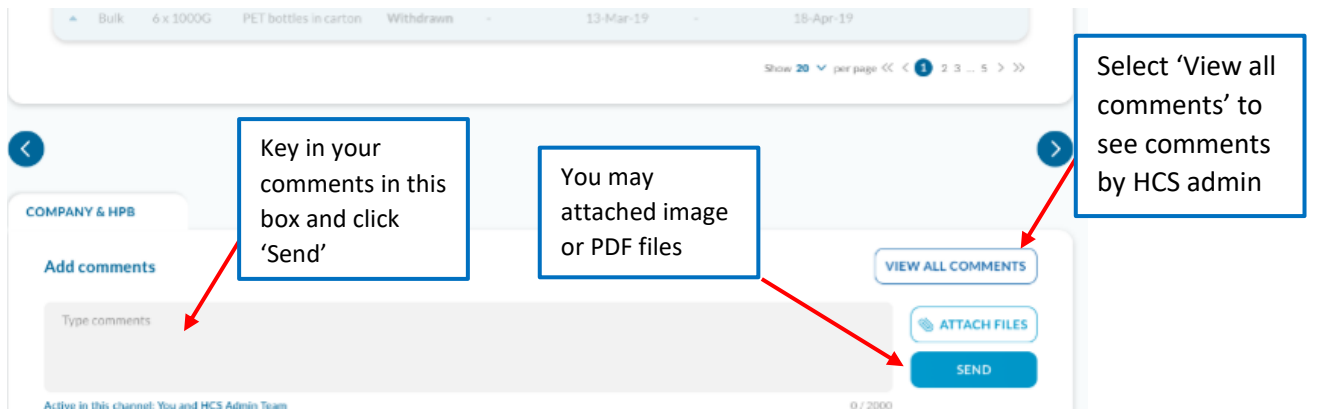 Bulk 6 x 1000G PET bottles in carton Withdrawn - 13-Mar-19 - 18-Apr-19
Show 20 per page << < 1 2 3 ... 5 > >>
Select ‘View all
comments’ to
see comments
by HCS admin
Key in your
comments in this
box and click
‘Send’
You may
attached image
or PDF files
COMPANY & HPB
Add comments
VIEW ALL COMMENTS
Type comments
ATTACH FILES
SEND
Active in this channel: You and HCS Admin Team 0 / 2000